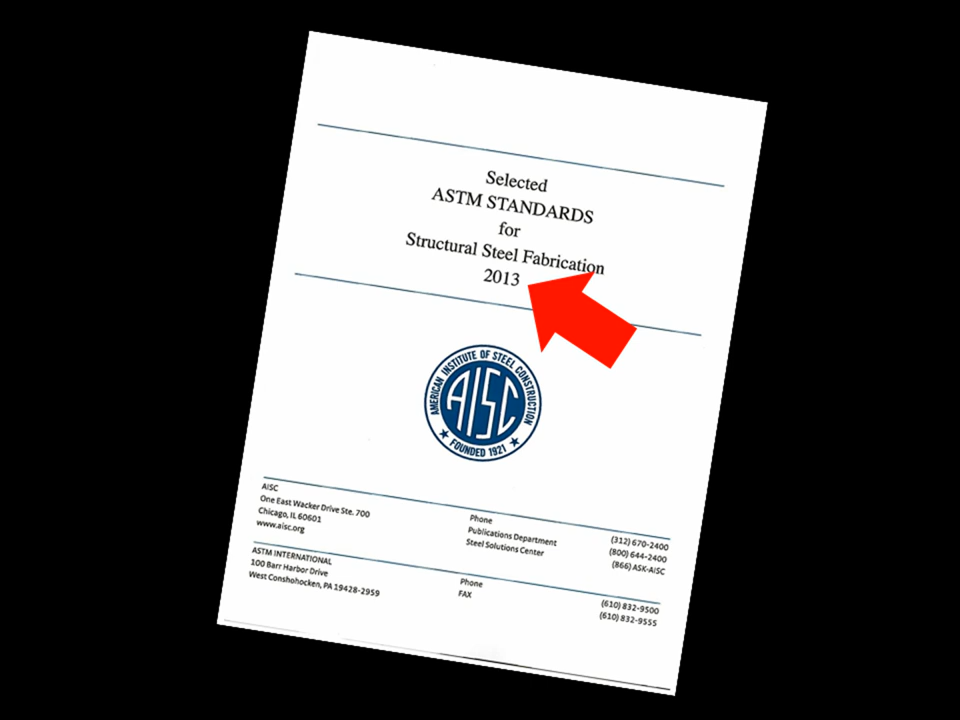 Selected
ASTM STANDARDS
for
Structural Steel Fabrication
2013
AMERICAN INSTITUTE OF STEEL CONSTRUCTION
AISC
FOUNDED 1921
AISC
One East Wacker Drive Ste. 700
Chicago, IL 60601
www.aisc.org
Phone (312) 670-2400
Publications Department (800) 644-2400
Steel Solutions Center (866) ASK-AISC
ASTM INTERNATIONAL
100 Barr Harbor Drive
West Conshohocken, PA 19428-2959
Phone (610) 832-9500
FAX (610) 832-9555